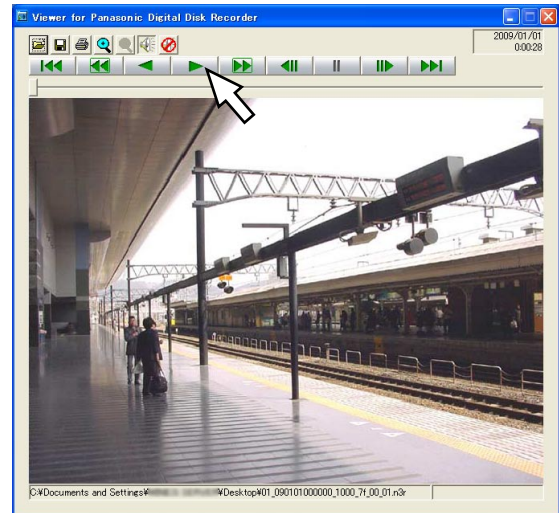 Viewer for Panasonic Digital Disk Recorder
2009/01/01
0:00:28
C:¥Documents and Settings¥ ¥Desktop¥01_090101000000_1000_7f_00_01.n3r